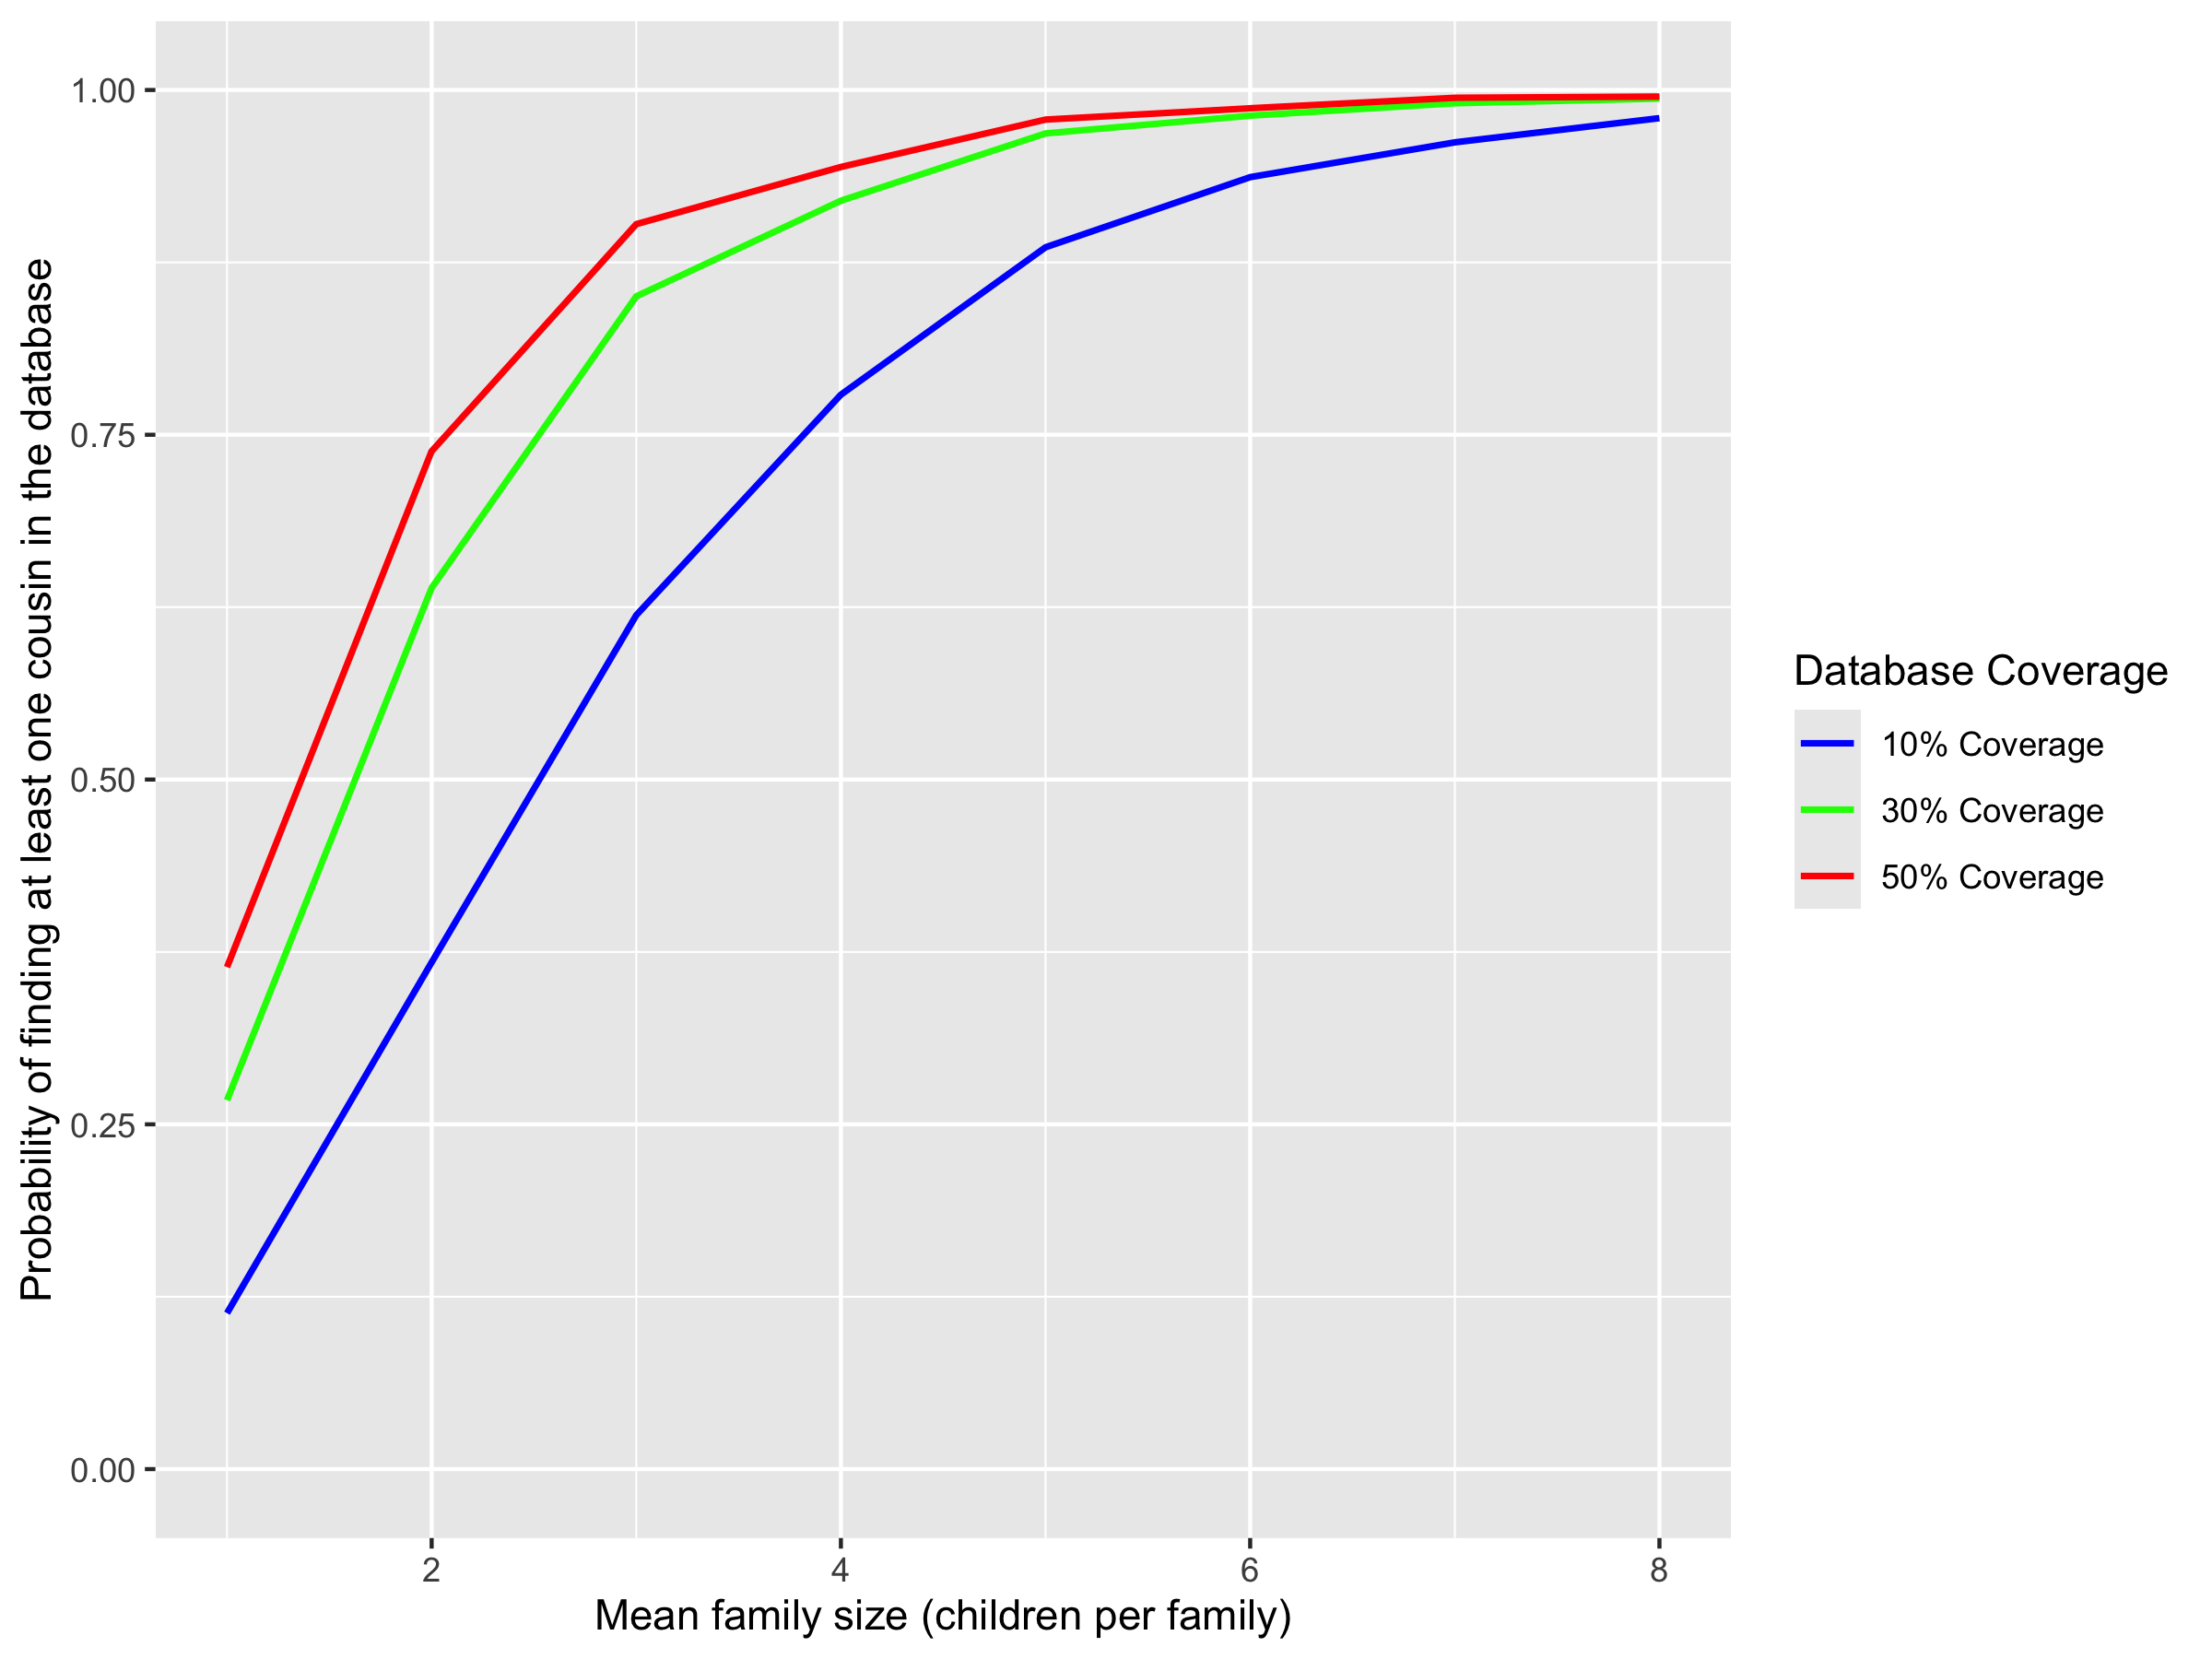 Probability of finding at least one cousin in the database
1.00
0.75
0.50
0.25
0.00
2
4
6
8
Mean family size (children per family)
Database Coverage
10% Coverage
30% Coverage
50% Coverage